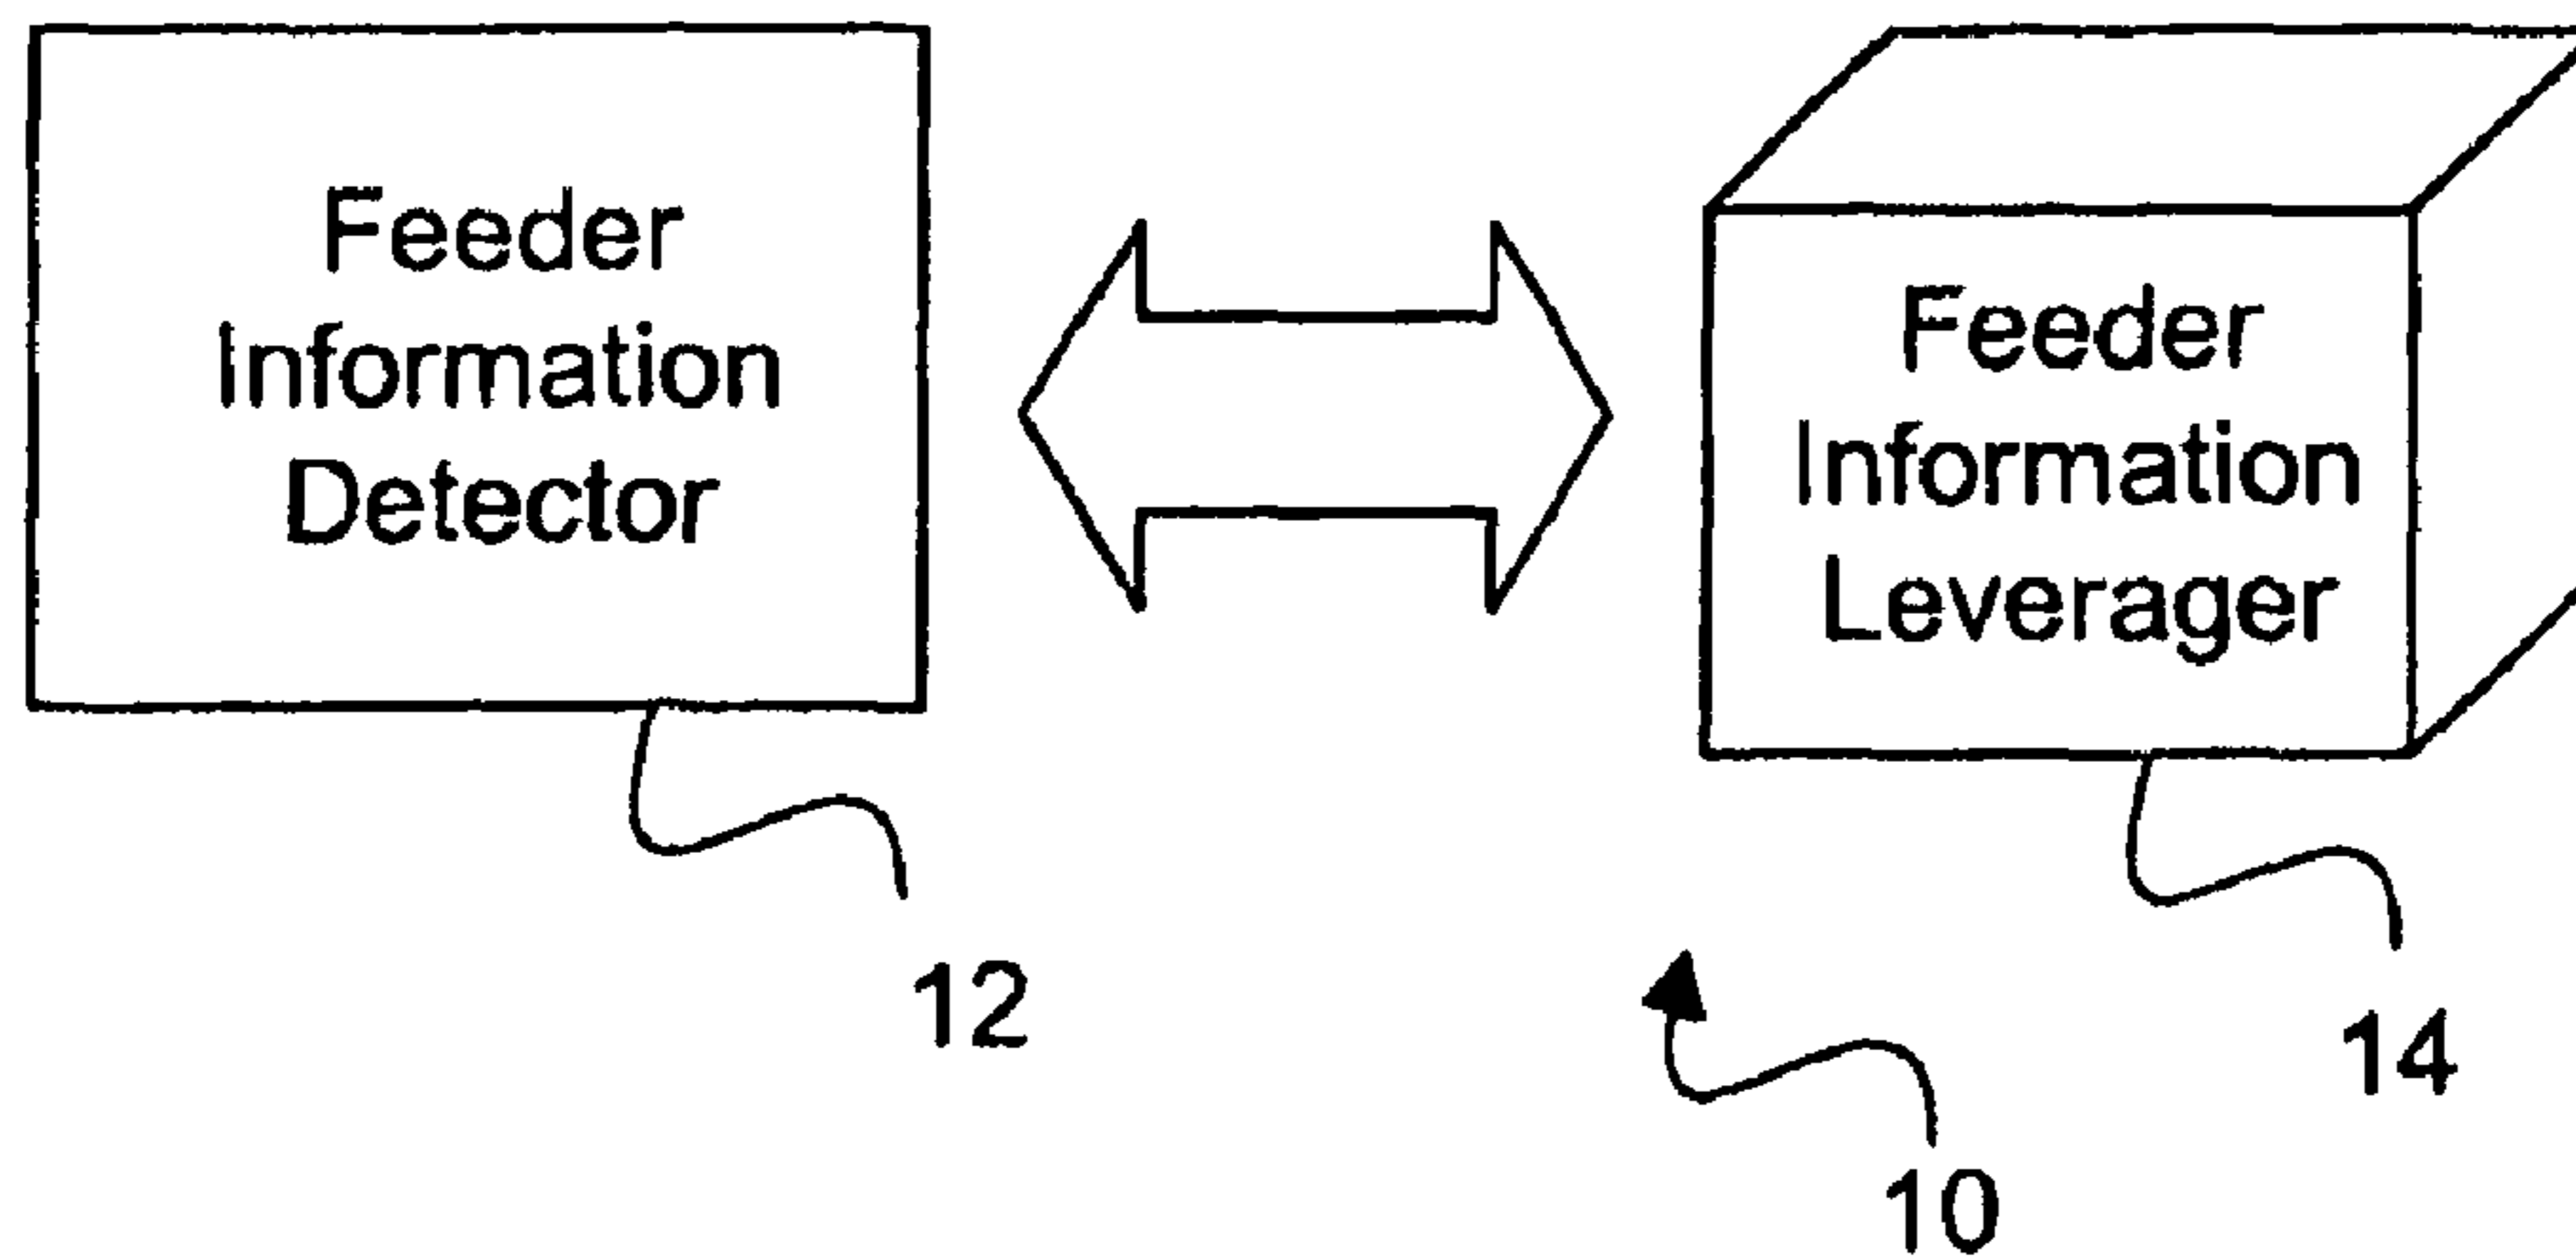 Feeder
Information
Detector
Feeder
Information
Leverager
12
14
10